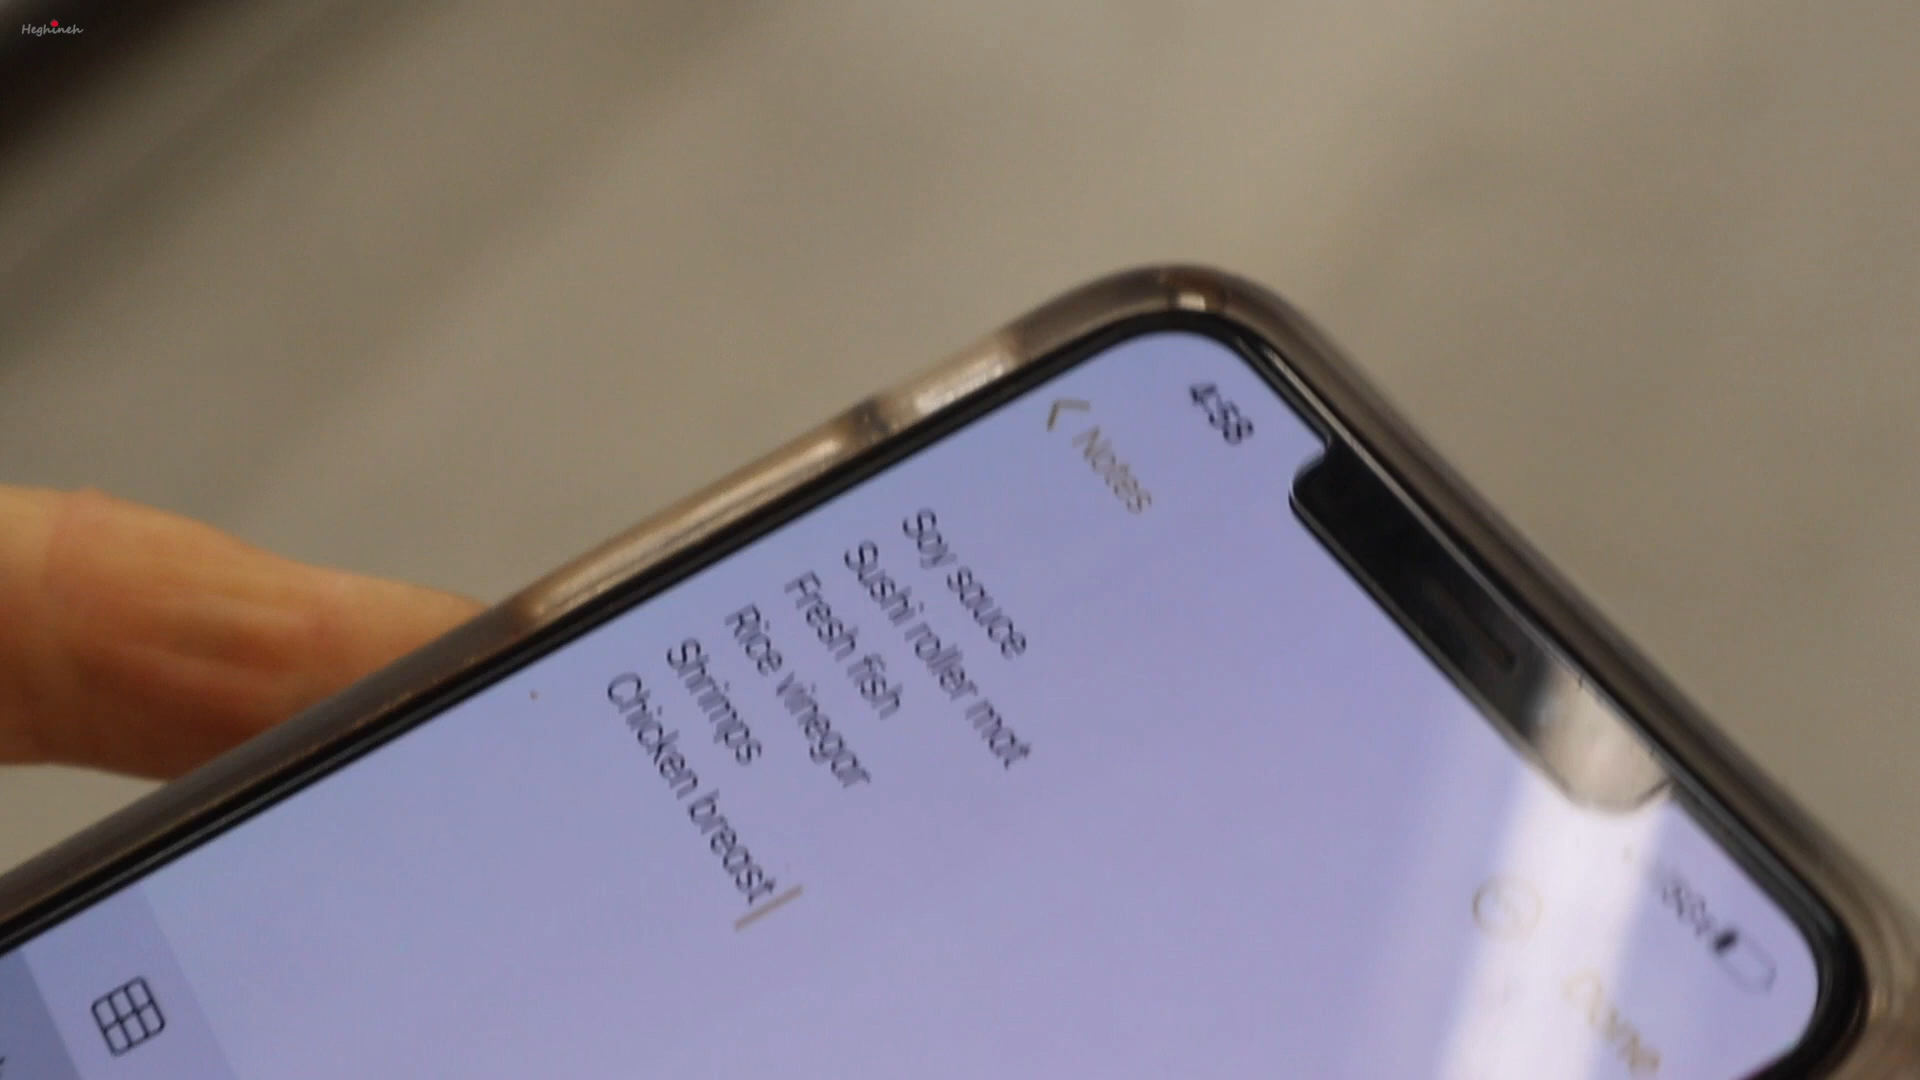 Heghineh
4:58
Notes
Done
Soy sauce
Sushi roller mat
Fresh fish
Rice vinegar
Shrimps
Chicken breast